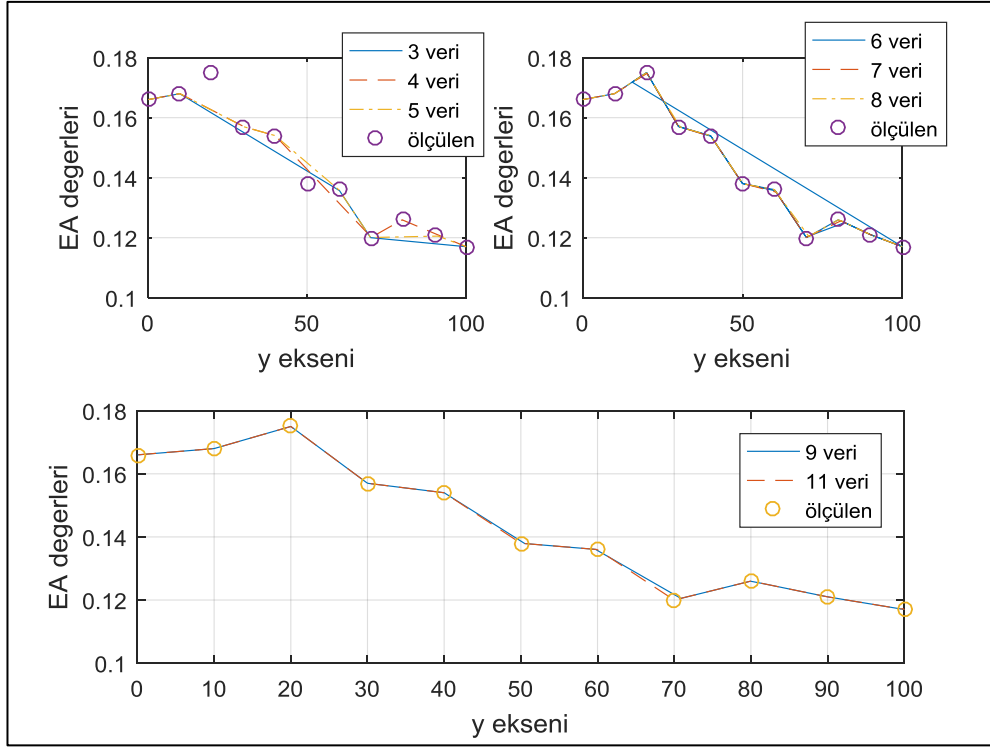 3 veri
4 veri
5 veri
ölçülen
0.18
0.16
0.14
0.12
0.1
EA degerleri
0 50 100
y ekseni
6 veri
7 veri
8 veri
ölçülen
0.18
0.16
0.14
0.12
0.1
EA degerleri
0 50 100
y ekseni
9 veri
11 veri
ölçülen
0.18
0.16
0.14
0.12
0.1
EA degerleri
0 10 20 30 40 50 60 70 80 90 100
y ekseni